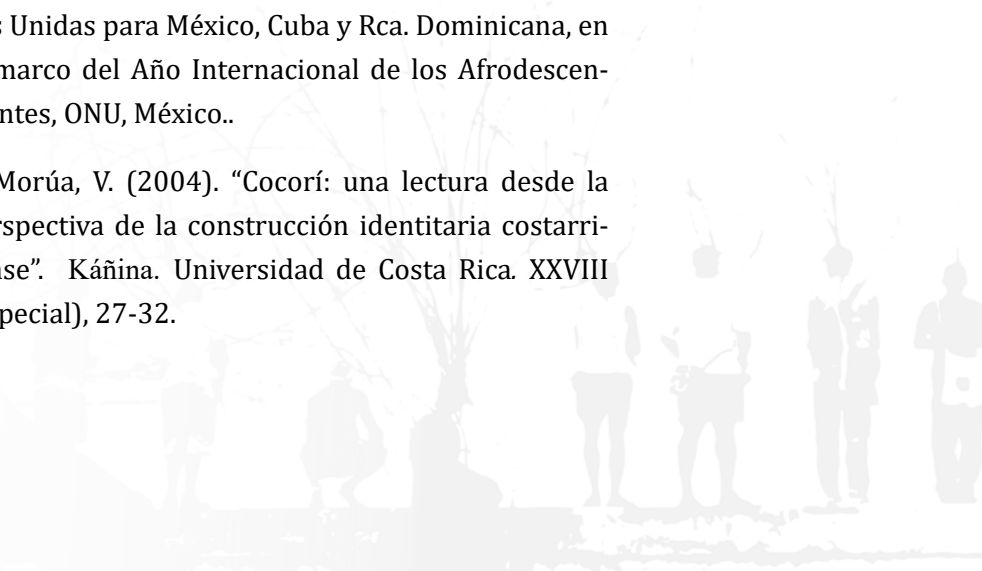 s Unidas para México, Cuba y Rca. Dominicana, en
marco del Año Internacional de los Afrodescen-
ntes, ONU, México..
Morúa, V. (2004). “Cocorí: una lectura desde la
rspectiva de la construcción identitaria costarri-
nse”. Káñina. Universidad de Costa Rica. XXVIII
pecial), 27-32.